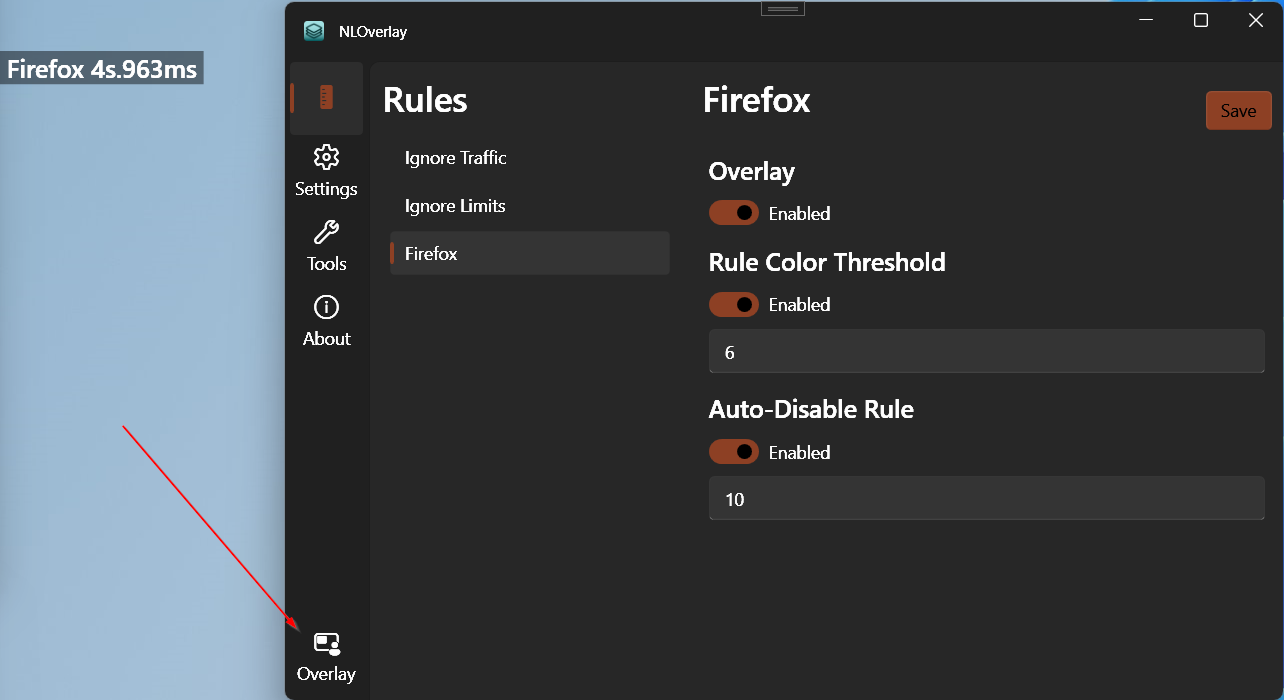 NLOverlay
Firefox 4s.963ms
Settings
Tools
About
Overlay
Rules
Ignore Traffic
Ignore Limits
Firefox
Firefox
Save
Overlay
Enabled
Rule Color Threshold
Enabled
6
Auto-Disable Rule
Enabled
10